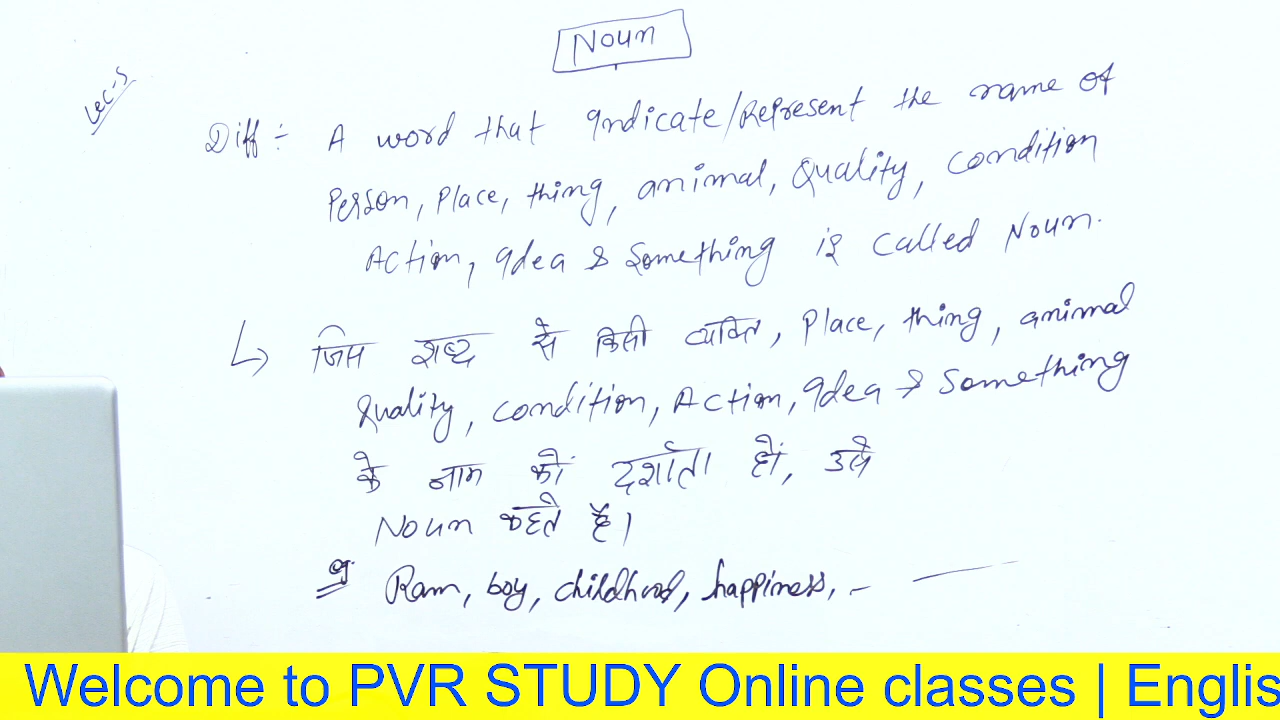 Noun
Lec-5
Diff :- A word that Indicate/Represent the name of
Person, Place, thing, animal, Quality, condition
Action, Idea & Something is called Noun.
↳ जिस शब्द से किसी व्यक्ति, Place, thing, animal
Quality, condition, Action, Idea & Something
के नाम को दर्शाता हों, उसे
Noun कहते है।
eg Ram, boy, childhood, happiness, -
Welcome to PVR STUDY Online classes | Englis